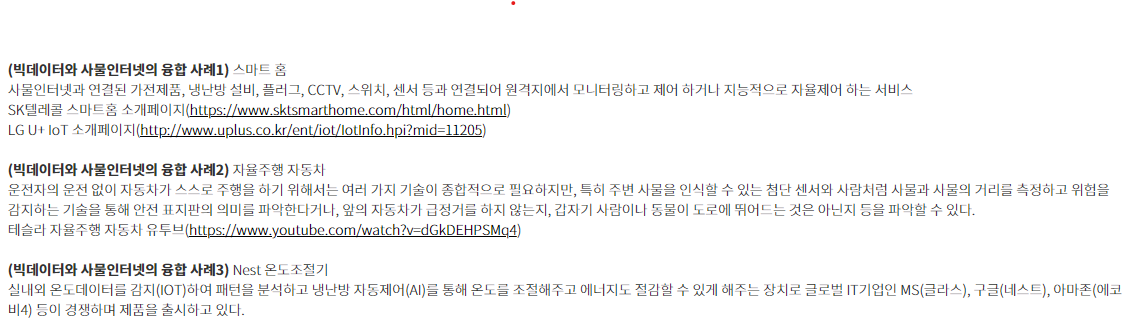 (빅데이터와 사물인터넷의 융합 사례1) 스마트 홈
사물인터넷과 연결된 가전제품, 냉난방 설비, 플러그, CCTV, 스위치, 센서 등과 연결되어 원격지에서 모니터링하고 제어 하거나 지능적으로 자율제어 하는 서비스
SK텔레콜 스마트홈 소개페이지(https://www.sktsmarthome.com/html/home.html)
LG U+ IoT 소개페이지(http://www.uplus.co.kr/ent/iot/IotInfo.hpi?mid=11205)
(빅데이터와 사물인터넷의 융합 사례2) 자율주행 자동차
운전자의 운전 없이 자동차가 스스로 주행을 하기 위해서는 여러 가지 기술이 종합적으로 필요하지만, 특히 주변 사물을 인식할 수 있는 첨단 센서와 사람처럼 사물과 사물의 거리를 측정하고 위험을
감지하는 기술을 통해 안전 표지판의 의미를 파악한다거나, 앞의 자동차가 급정거를 하지 않는지, 갑자기 사람이나 동물이 도로에 뛰어드는 것은 아닌지 등을 파악할 수 있다.
테슬라 자율주행 자동차 유투브(https://www.youtube.com/watch?v=dGkDEHPSMq4)
(빅데이터와 사물인터넷의 융합 사례3) Nest 온도조절기
실내외 온도데이터를 감지(IOT)하여 패턴을 분석하고 냉난방 자동제어(AI)를 통해 온도를 조절해주고 에너지도 절감할 수 있게 해주는 장치로 글로벌 IT기업인 MS(글라스), 구글(네스트), 아마존(에코
비4) 등이 경쟁하며 제품을 출시하고 있다.